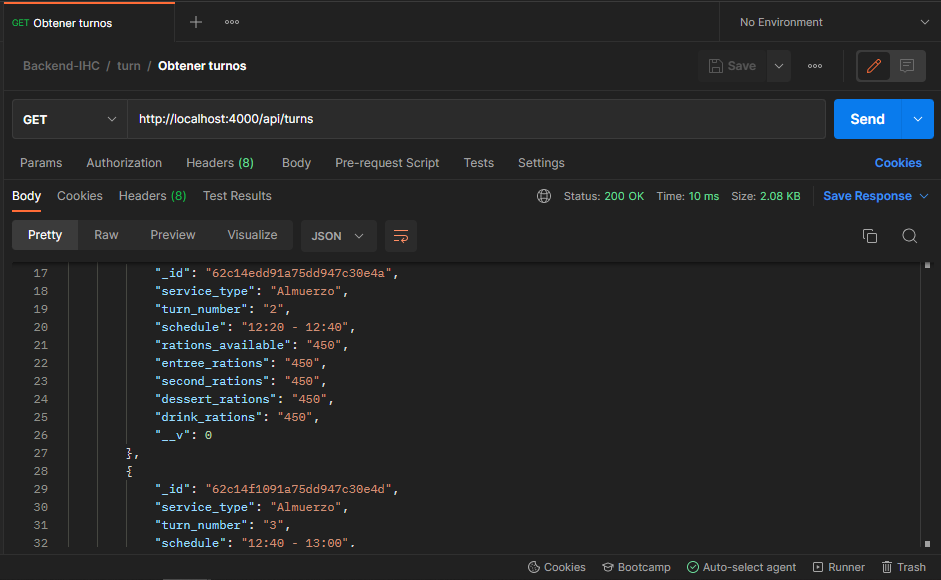 GET Obtener turnos
No Environment
Backend-IHC / turn / Obtener turnos
Save
GET http://localhost:4000/api/turns Send
Params Authorization Headers (8) Body Pre-request Script Tests Settings Cookies
Body Cookies Headers (8) Test Results Status: 200 OK Time: 10 ms Size: 2.08 KB Save Response
Pretty Raw Preview Visualize JSON
17 "_id": "62c14edd91a75dd947c30e4a",
18 "service_type": "Almuerzo",
19 "turn_number": "2",
20 "schedule": "12:20 - 12:40",
21 "rations_available": "450",
22 "entree_rations": "450",
23 "second_rations": "450",
24 "dessert_rations": "450",
25 "drink_rations": "450",
26 "__v": 0
27 },
28 {
29 "_id": "62c14f1091a75dd947c30e4d",
30 "service_type": "Almuerzo",
31 "turn_number": "3",
32 "schedule": "12:40 - 13:00",
Cookies Bootcamp Auto-select agent Runner Trash